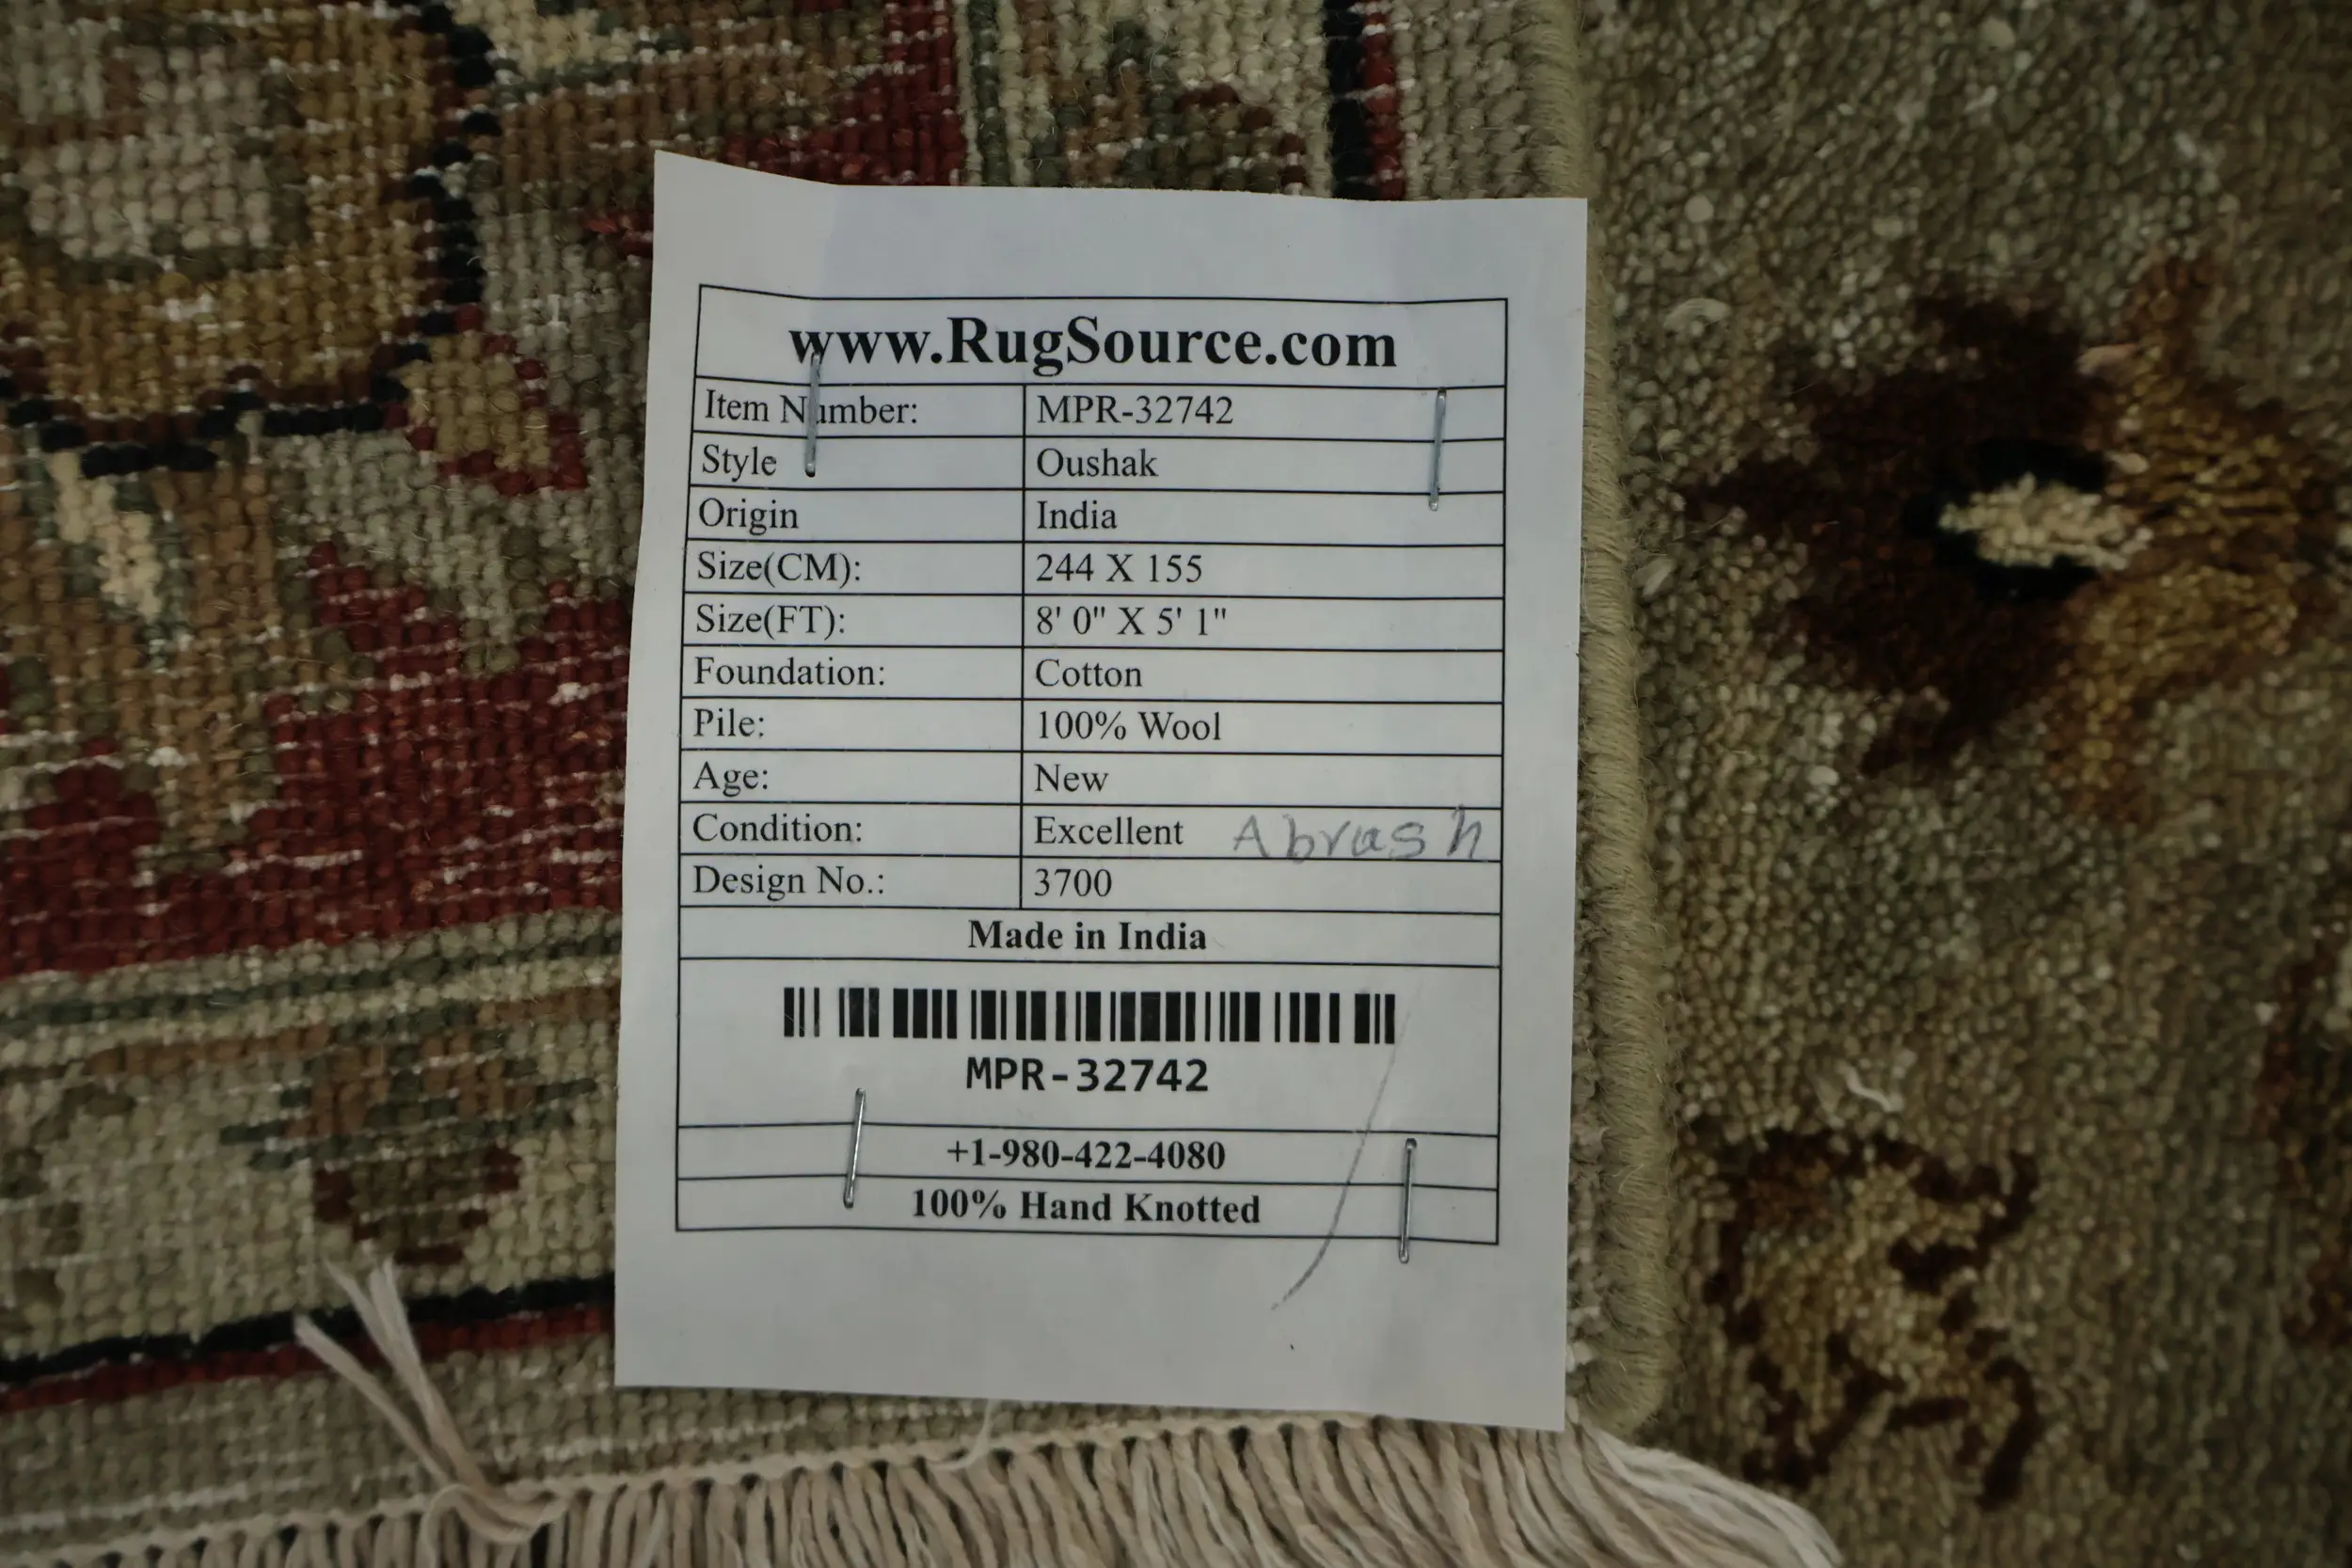 www.RugSource.com
Item Number: MPR-32742
Style Oushak
Origin India
Size(CM): 244 X 155
Size(FT): 8' 0" X 5' 1"
Foundation: Cotton
Pile: 100% Wool
Age: New
Condition: Excellent Abrash
Design No.: 3700
Made in India
MPR-32742
+1-980-422-4080
100% Hand Knotted